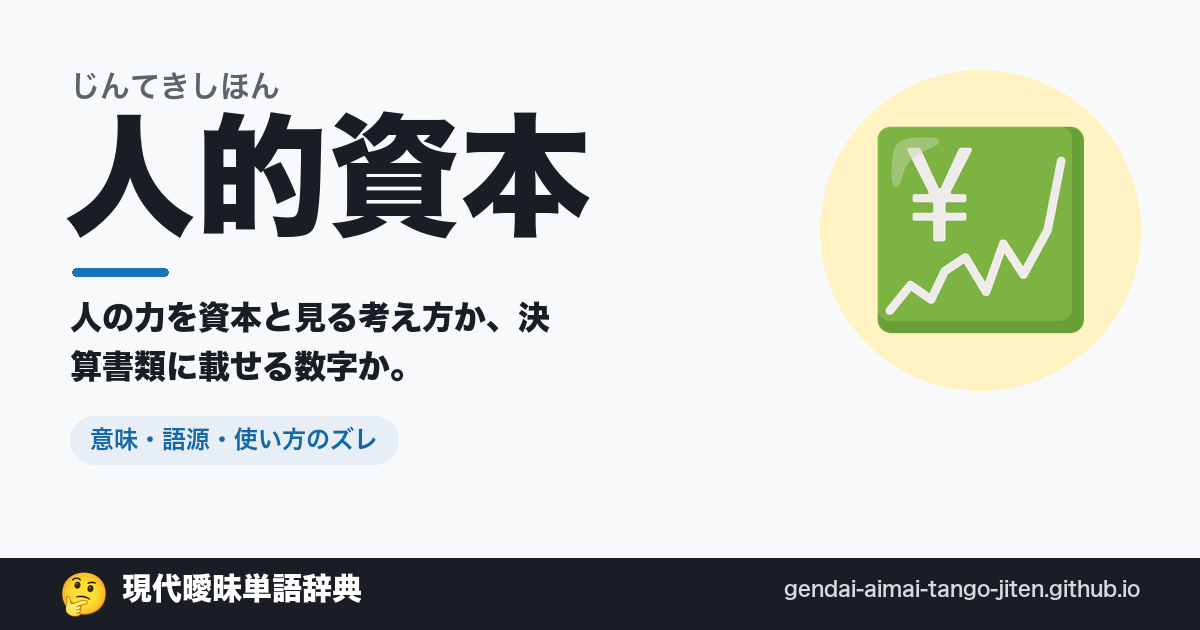 じんてきしほん
人的資本
人の力を資本と見る考え方か、決
算書類に載せる数字か。
意味・語源・使い方のズレ
¥
現代曖昧単語辞典
gendai-aimai-tango-jiten.github.io